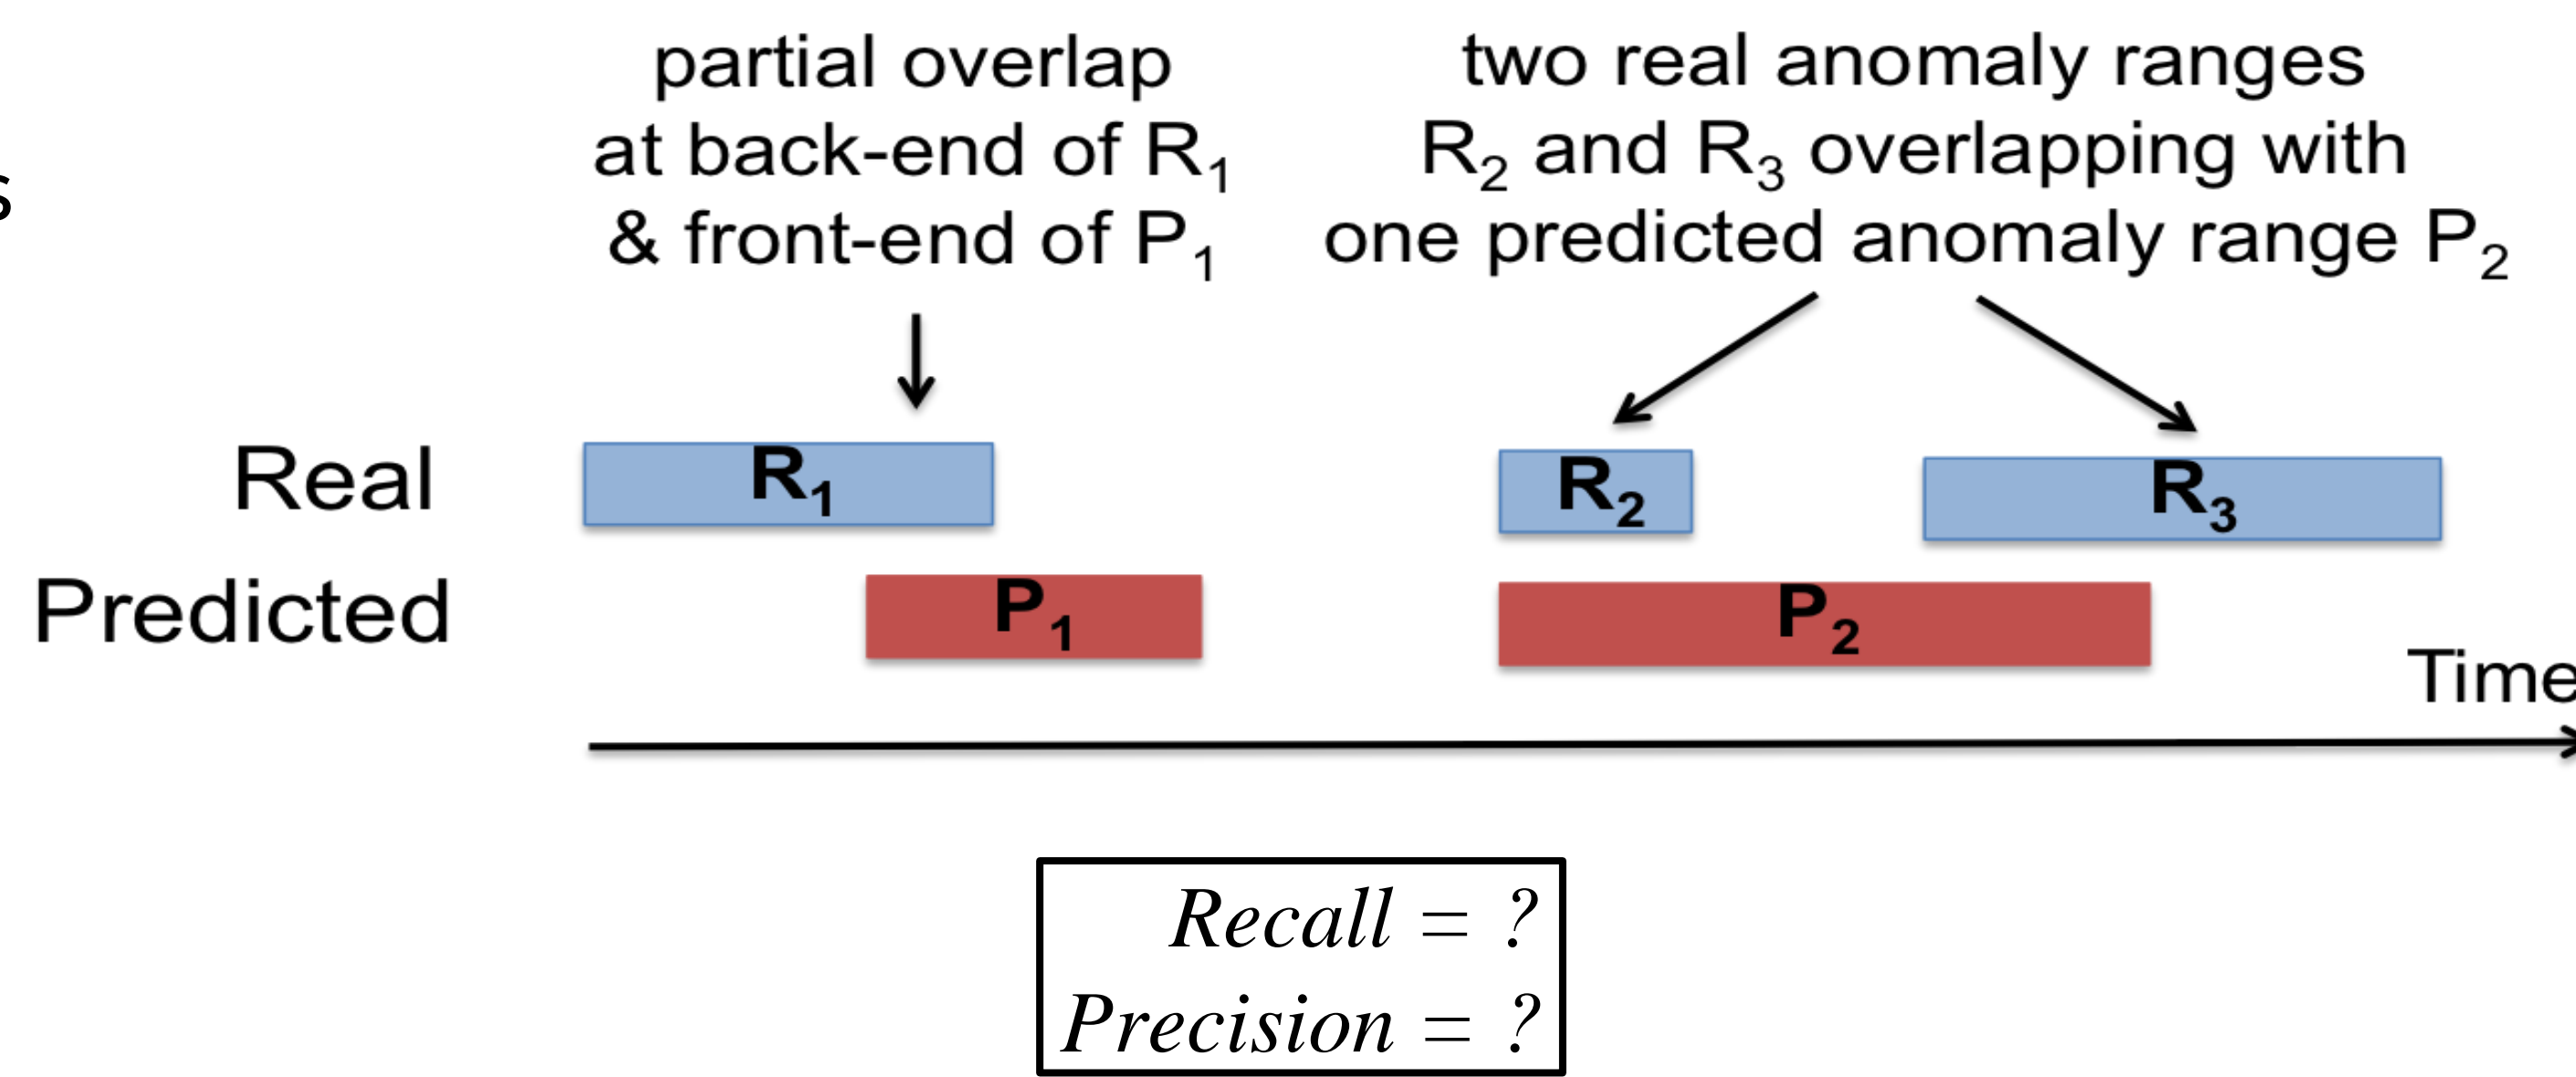 s
partial overlap
at back-end of R₁
& front-end of P₁
two real anomaly ranges
R₂ and R₃ overlapping with
one predicted anomaly range P₂
Real
R₁
R₂
R₃
Predicted
P₁
P₂
Time
Recall = ?
Precision = ?